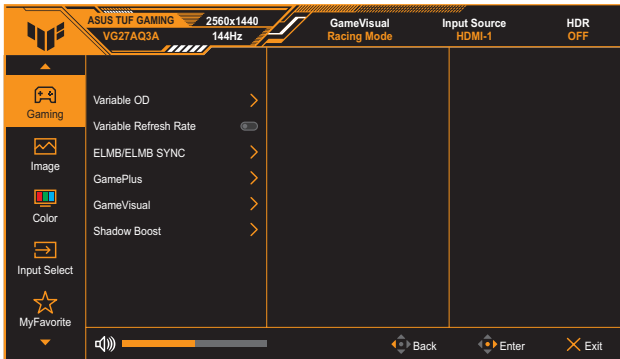 ASUS TUF GAMING 2560x1440 GameVisual Input Source HDR
VG27AQ3A 144Hz Racing Mode HDMI-1 OFF
Gaming
Image
Color
Input Select
MyFavorite
Variable OD
Variable Refresh Rate
ELMB/ELMB SYNC
GamePlus
GameVisual
Shadow Boost
Back Enter Exit